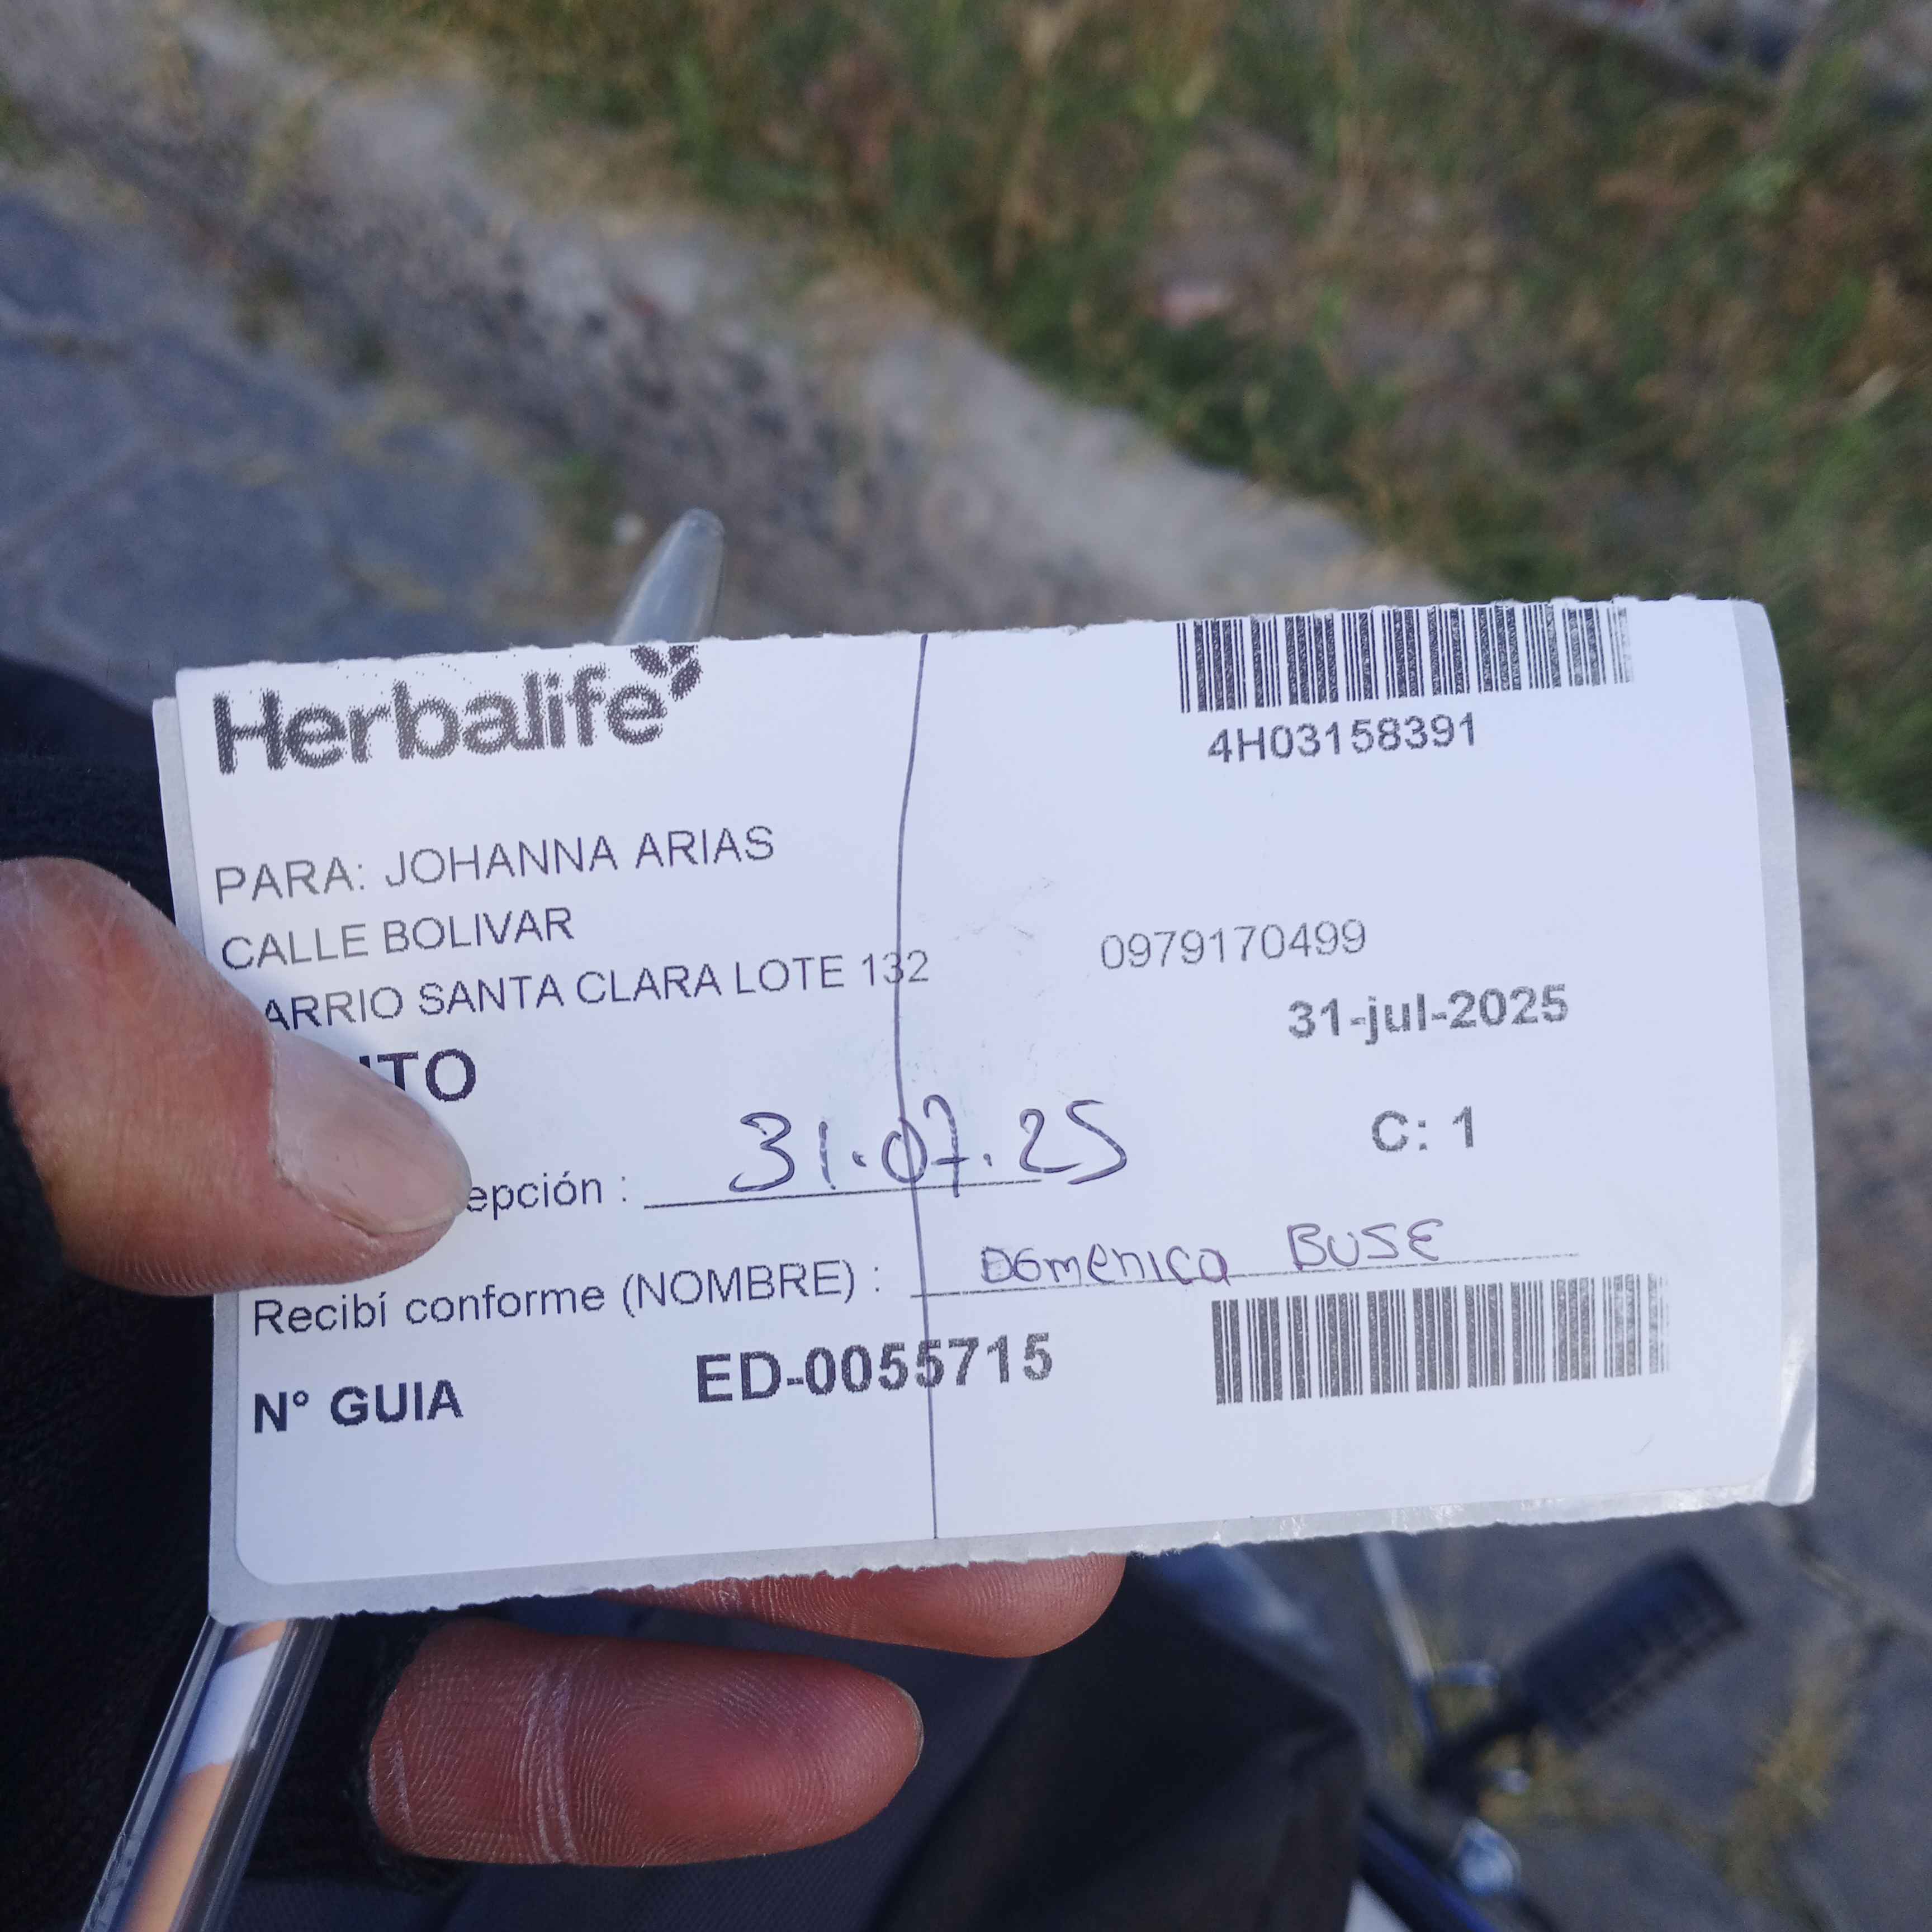 Herbalife
4H03158391
PARA: JOHANNA ARIAS
CALLE BOLIVAR
ARRIO SANTA CLARA LOTE 132
0979170499
ITO
31-jul-2025
epción : 31.07.25
C: 1
Recibí conforme (NOMBRE) : Domenica BUSE
N° GUIA ED-0055715